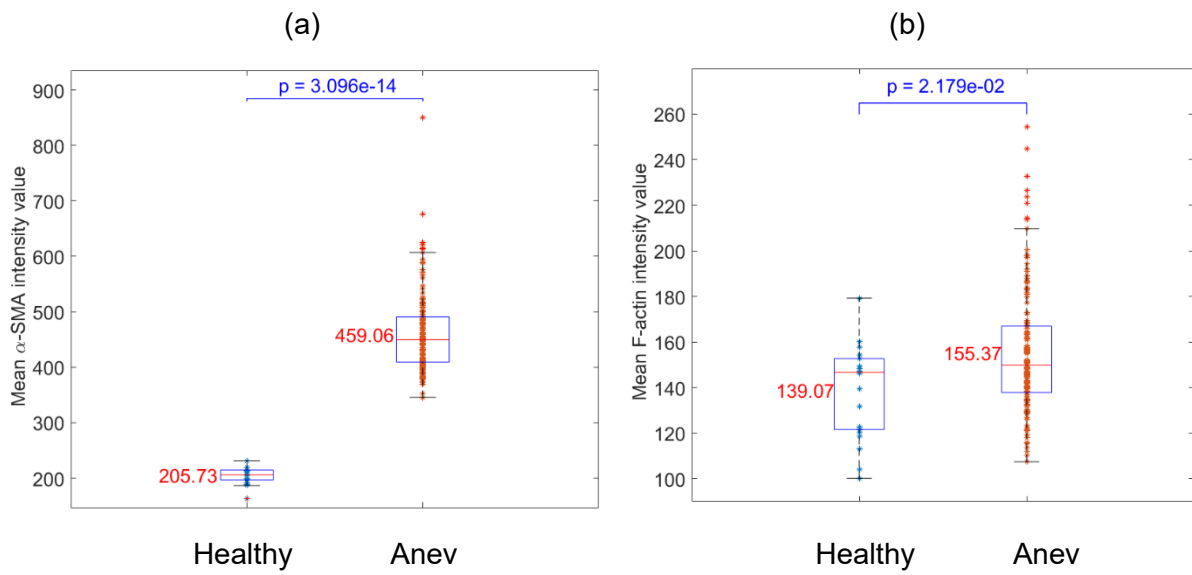 (a)
p = 3.096e-14
900
800
700
600
500
400
300
200
Mean α-SMA intensity value
205.73
459.06
Healthy Anev
(b)
p = 2.179e-02
260
240
220
200
180
160
140
120
100
Mean F-actin intensity value
139.07
155.37
Healthy Anev